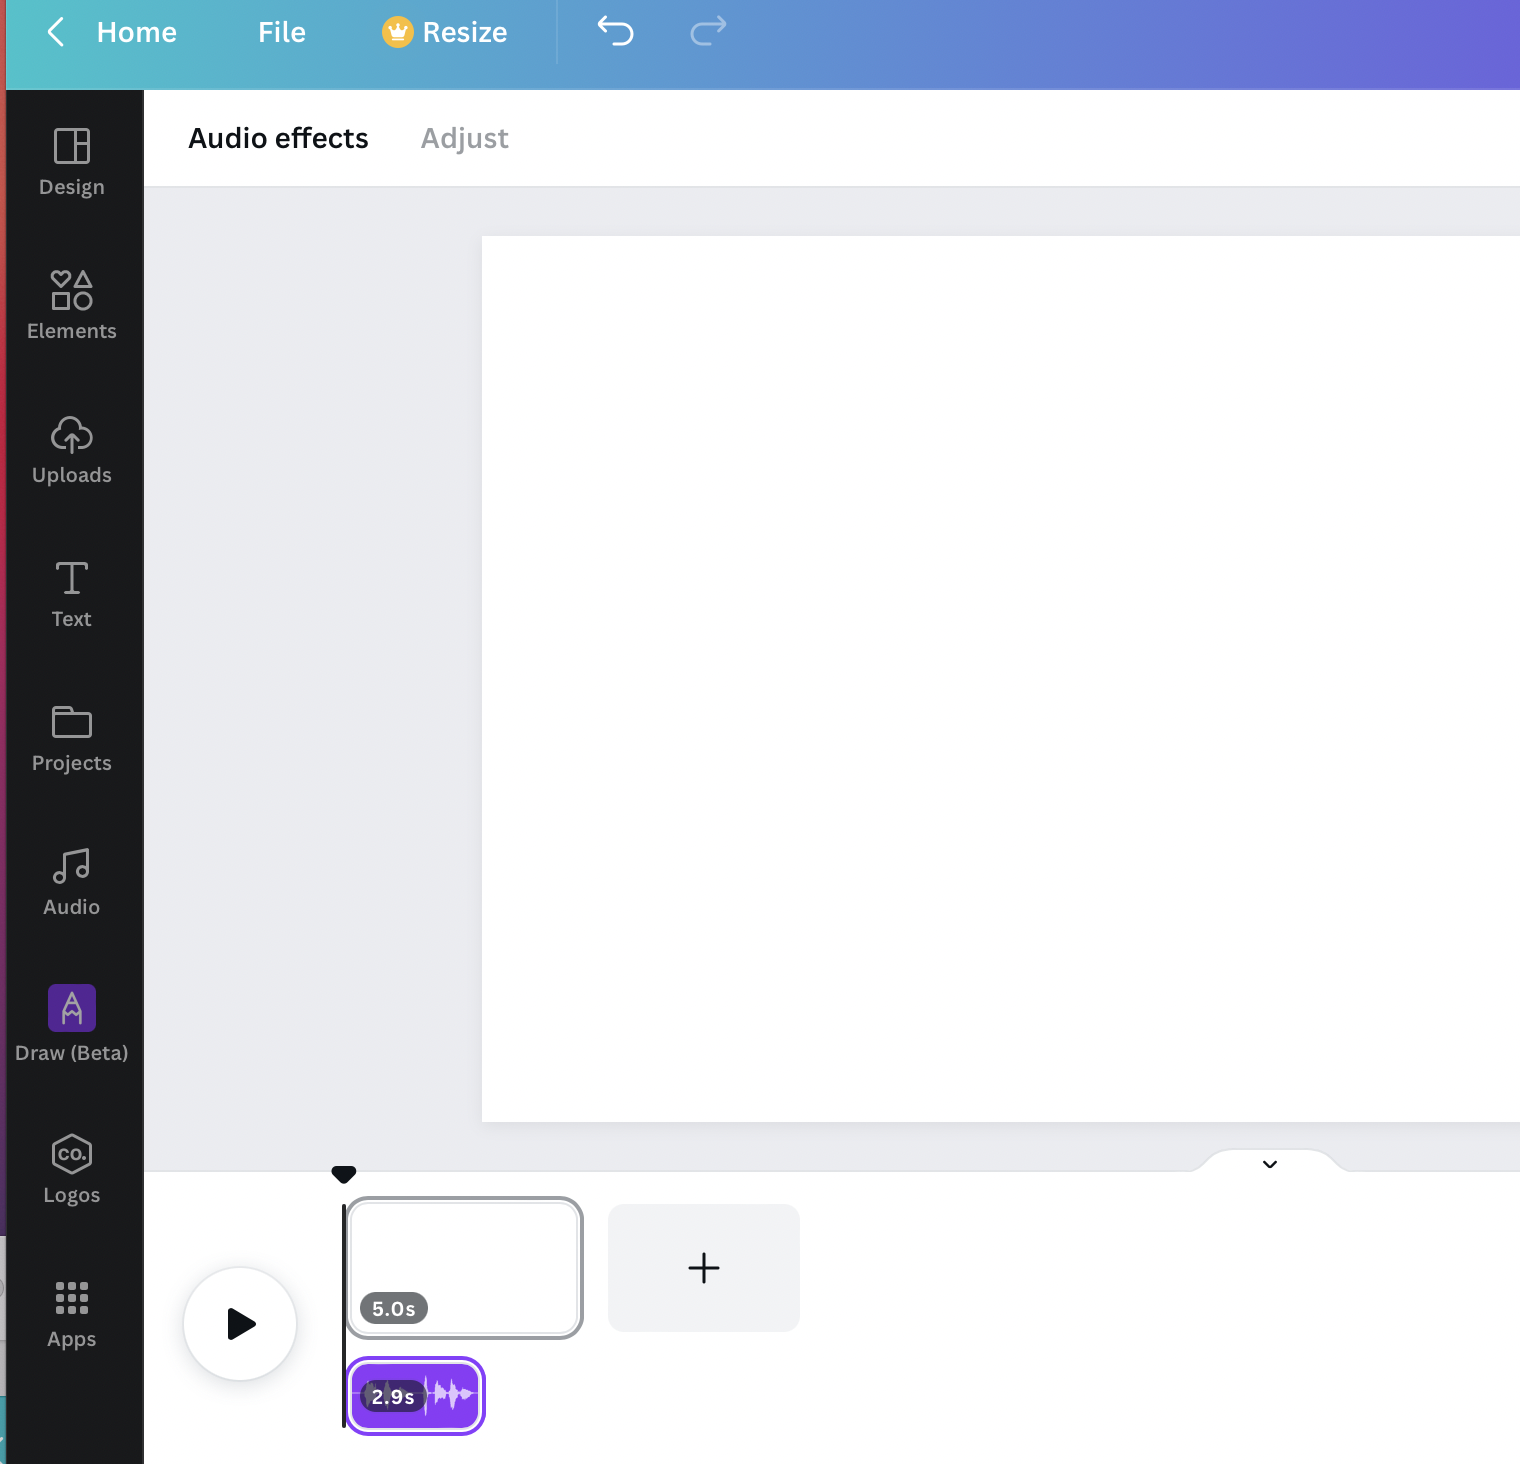 Home File Resize
Audio effects Adjust
Design
Elements
Uploads
Text
Projects
Audio
Draw (Beta)
co.
Logos
Apps
5.0s
2.9s